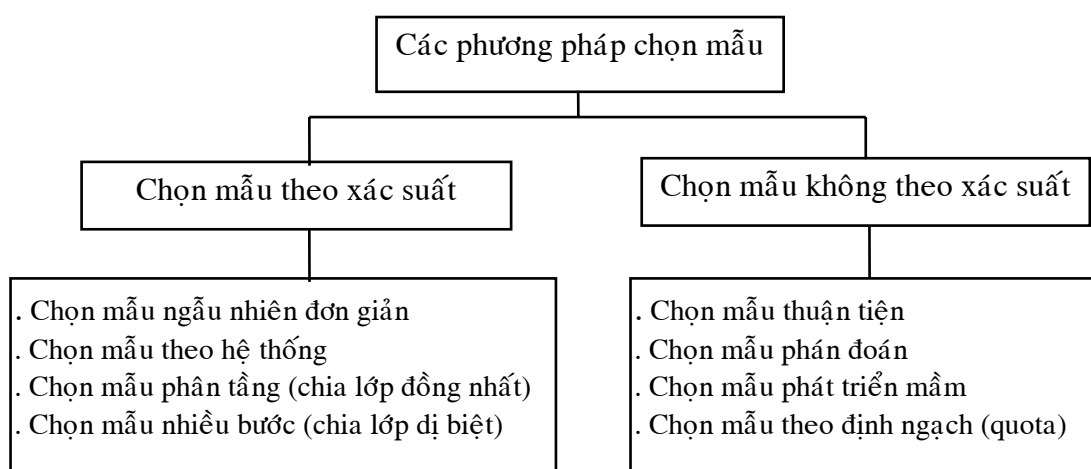 Các phương pháp chọn mẫu
Chọn mẫu theo xác suất
Chọn mẫu không theo xác suất
. Chọn mẫu ngẫu nhiên đơn giản
. Chọn mẫu theo hệ thống
. Chọn mẫu phân tầng (chia lớp đồng nhất)
. Chọn mẫu nhiều bước (chia lớp dị biệt)
. Chọn mẫu thuận tiện
. Chọn mẫu phán đoán
. Chọn mẫu phát triển mầm
. Chọn mẫu theo định ngạch (quota)